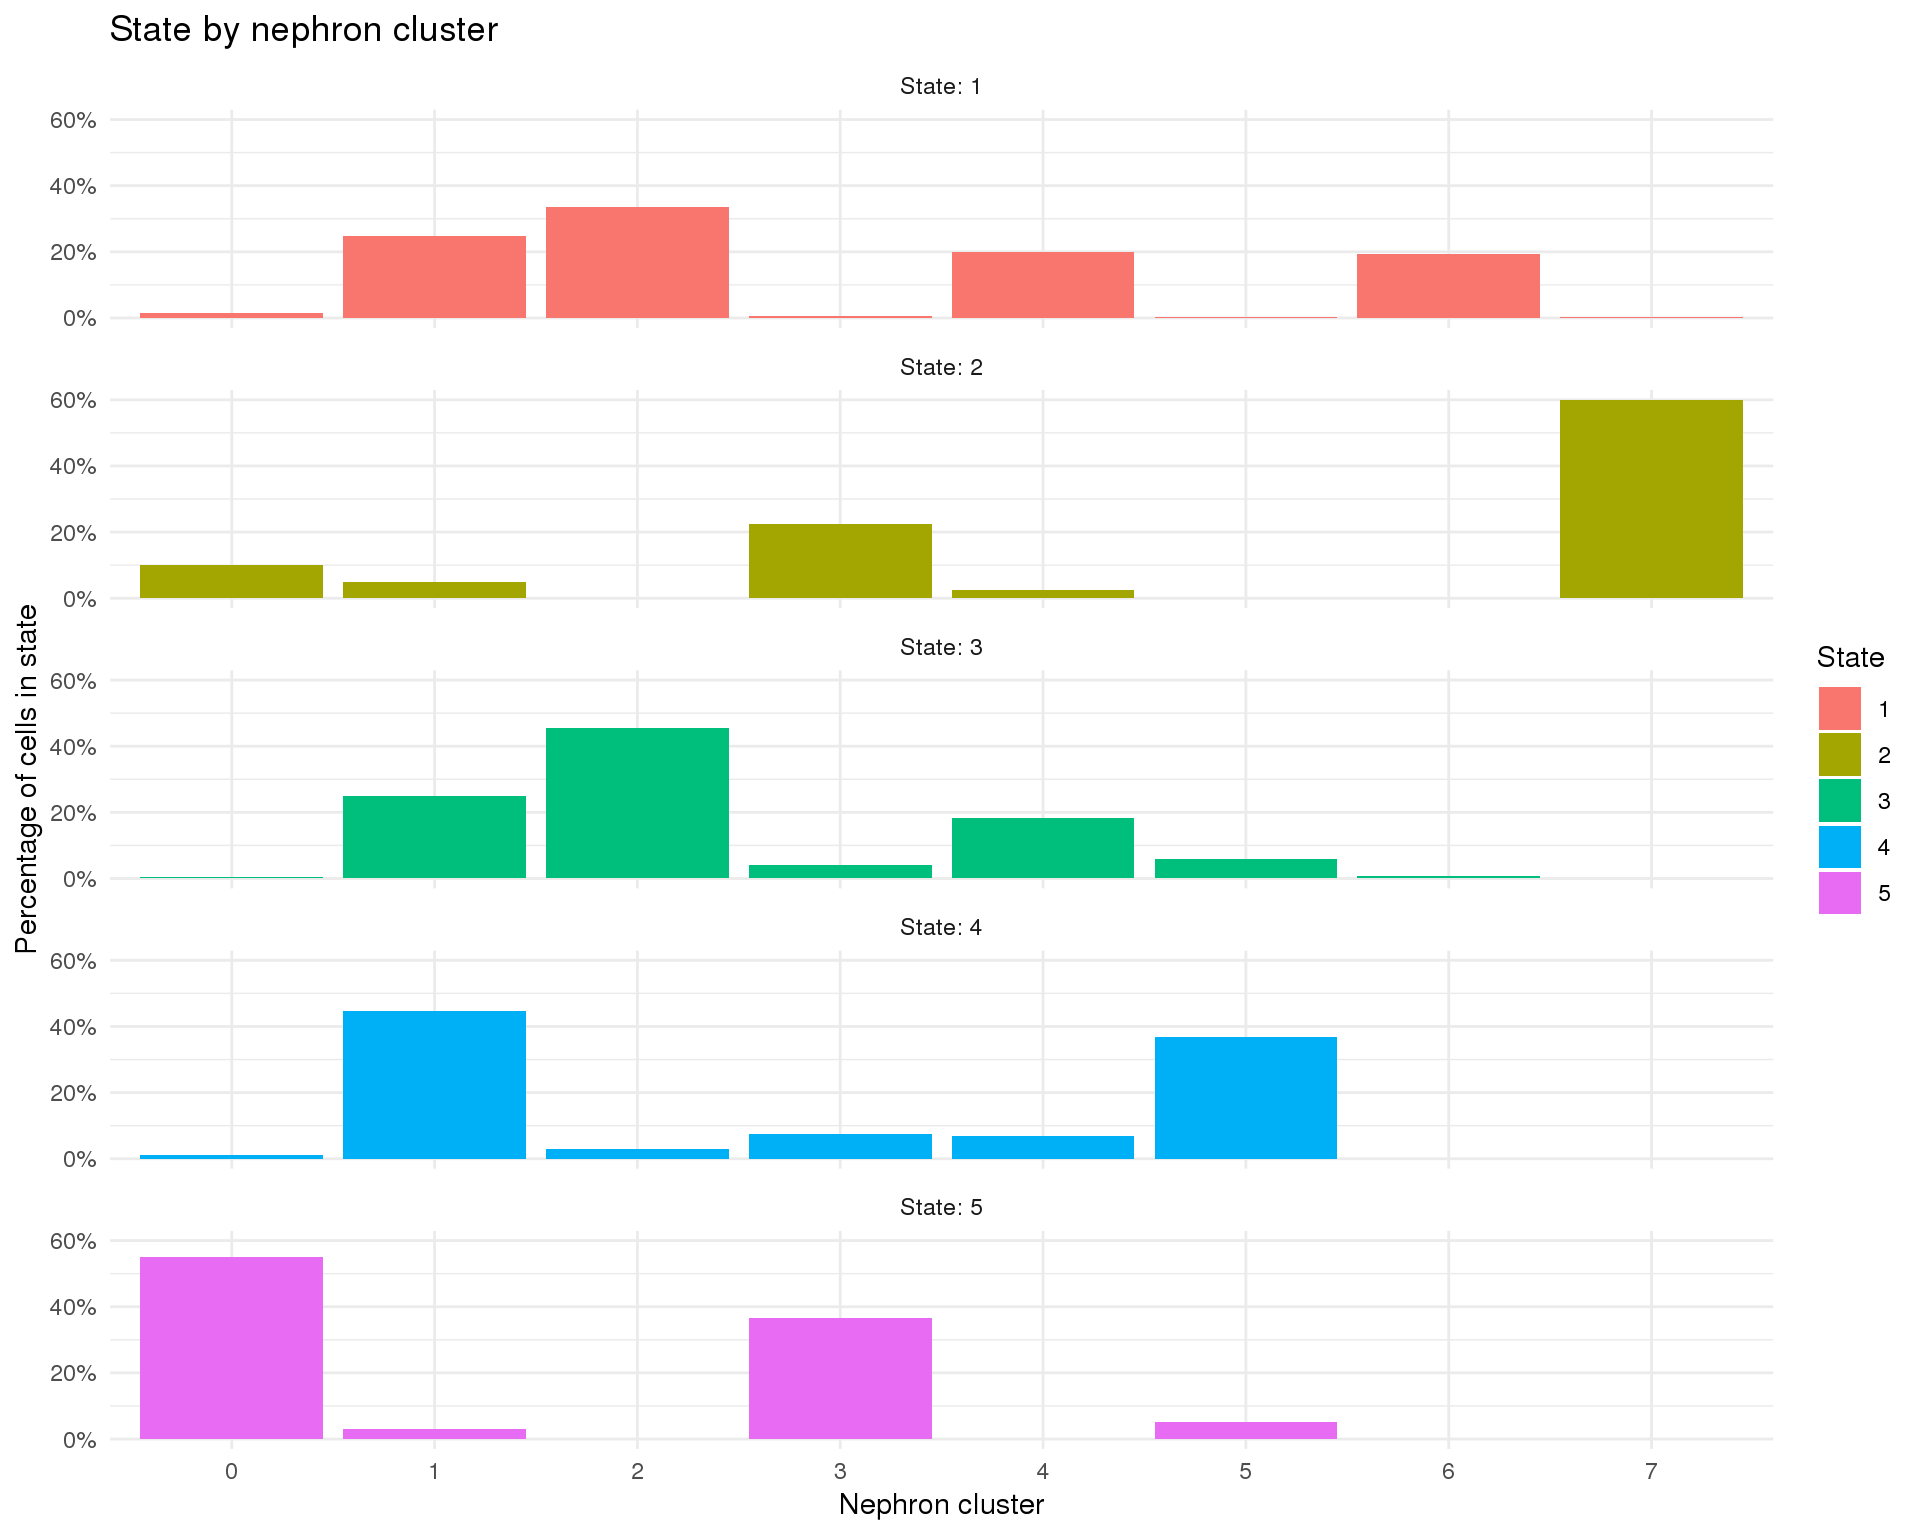 State by nephron cluster
State: 1
60%
40%
20%
0%
State: 2
60%
40%
20%
0%
State: 3
60%
40%
20%
0%
State: 4
60%
40%
20%
0%
State: 5
60%
40%
20%
0%
0 1 2 3 4 5 6 7
Nephron cluster
Percentage of cells in state
State
1
2
3
4
5